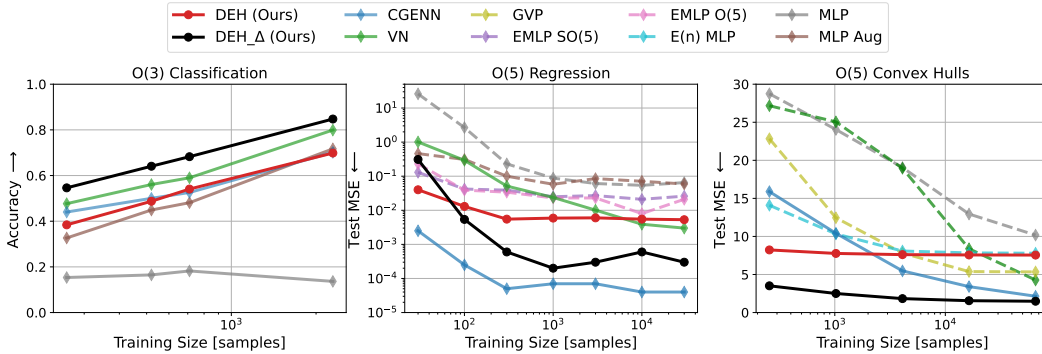 DEH (Ours) CGENN GVP EMLP O(5) MLP
DEH_Δ (Ours) VN EMLP SO(5) E(n) MLP MLP Aug
O(3) Classification
Accuracy ⟶
1.0
0.8
0.6
0.4
0.2
0.0
10³
Training Size [samples]
O(5) Regression
Test MSE ⟵
10¹
10⁰
10⁻¹
10⁻²
10⁻³
10⁻⁴
10⁻⁵
10² 10³ 10⁴
Training Size [samples]
O(5) Convex Hulls
Test MSE ⟵
30
25
20
15
10
5
0
10³ 10⁴
Training Size [samples]